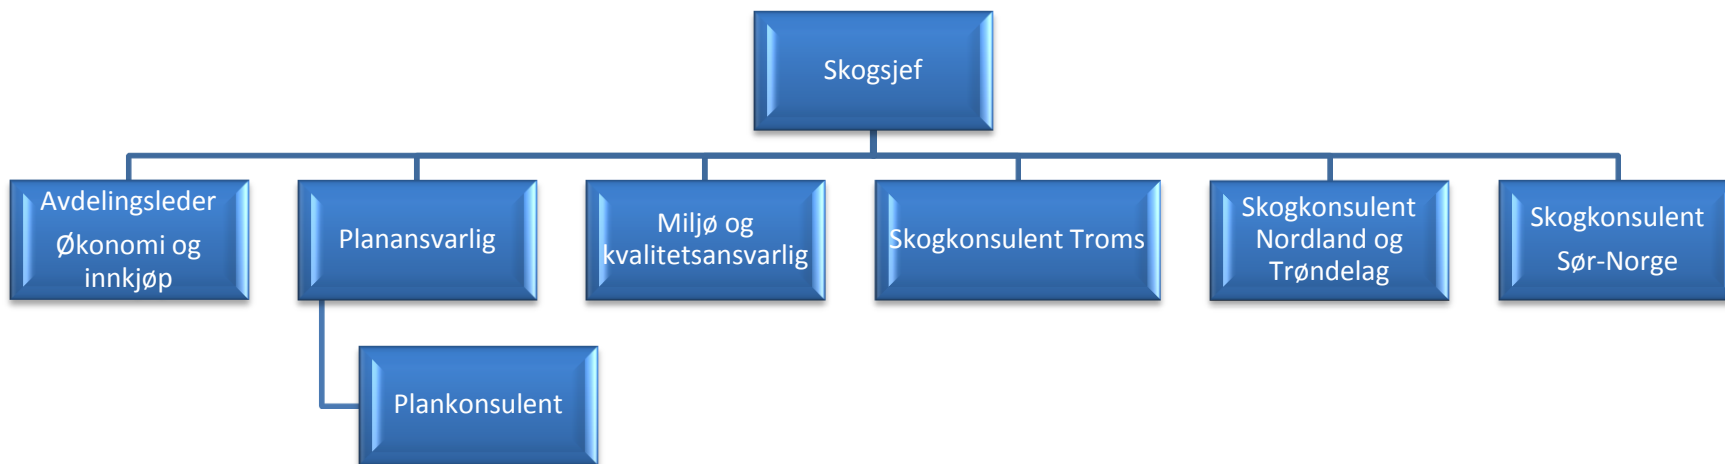 Skogsjef
Avdelingsleder
Økonomi og
innkjøp
Planansvarlig
Miljø og
kvalitetsansvarlig
Skogkonsulent Troms
Skogkonsulent
Nordland og
Trøndelag
Skogkonsulent
Sør-Norge
Plankonsulent